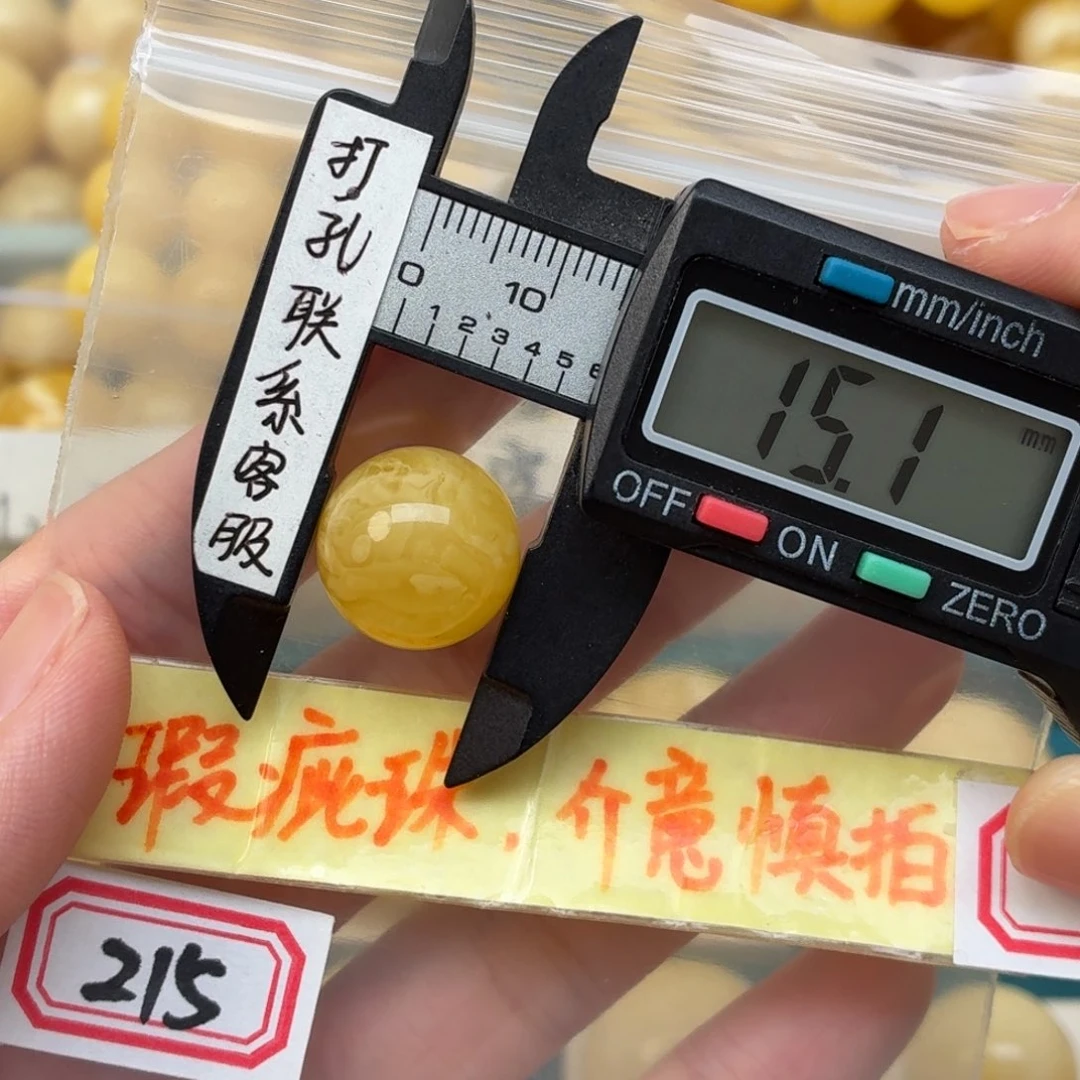 打孔联系客服
0 10
1 2 3 4 5 6
mm/inch
15.1 mm
OFF ON ZERO
瑕疵珠，介意慎拍
215